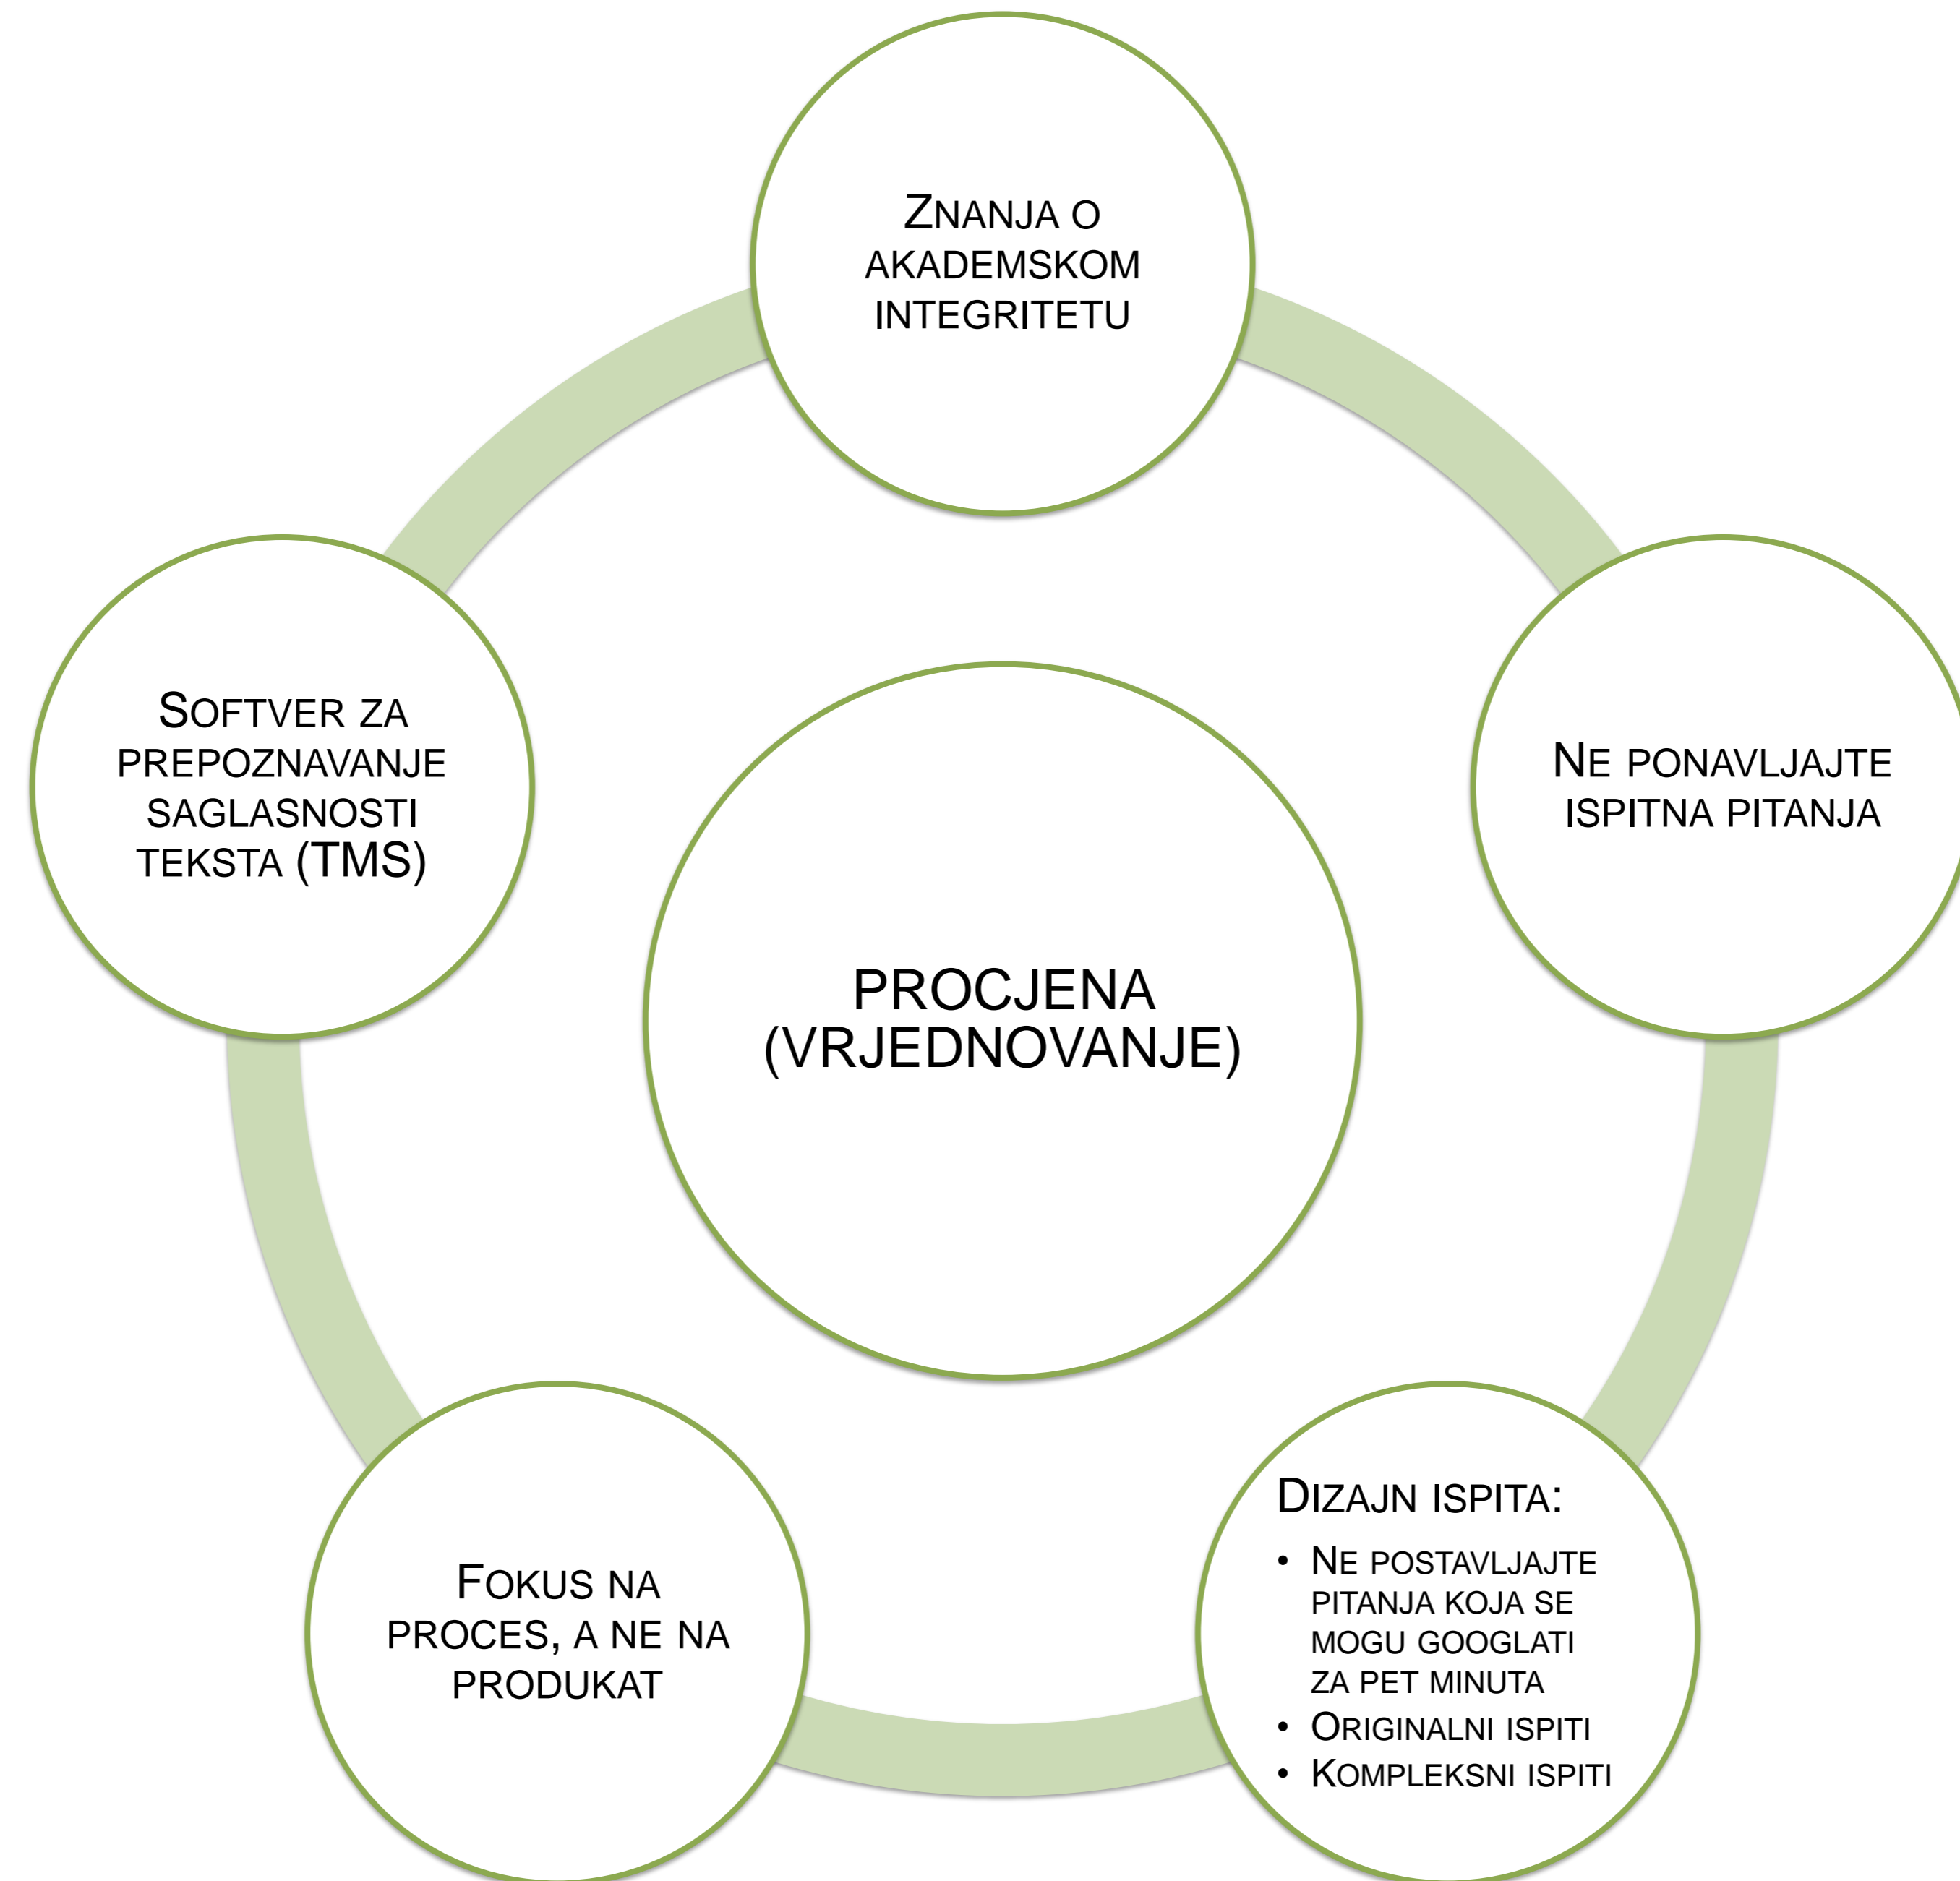 Znanja o
akademskom
integritetu
Softver za
prepoznavanje
saglasnosti
teksta (TMS)
Ne ponavljajte
ispitna pitanja
PROCJENA
(VRJEDNOVANJE)
Fokus na
proces, a ne na
produkat
Dizajn ispita:
• Ne postavljajte
pitanja koja se
mogu googlati
za pet minuta
• Originalni ispiti
• Kompleksni ispiti